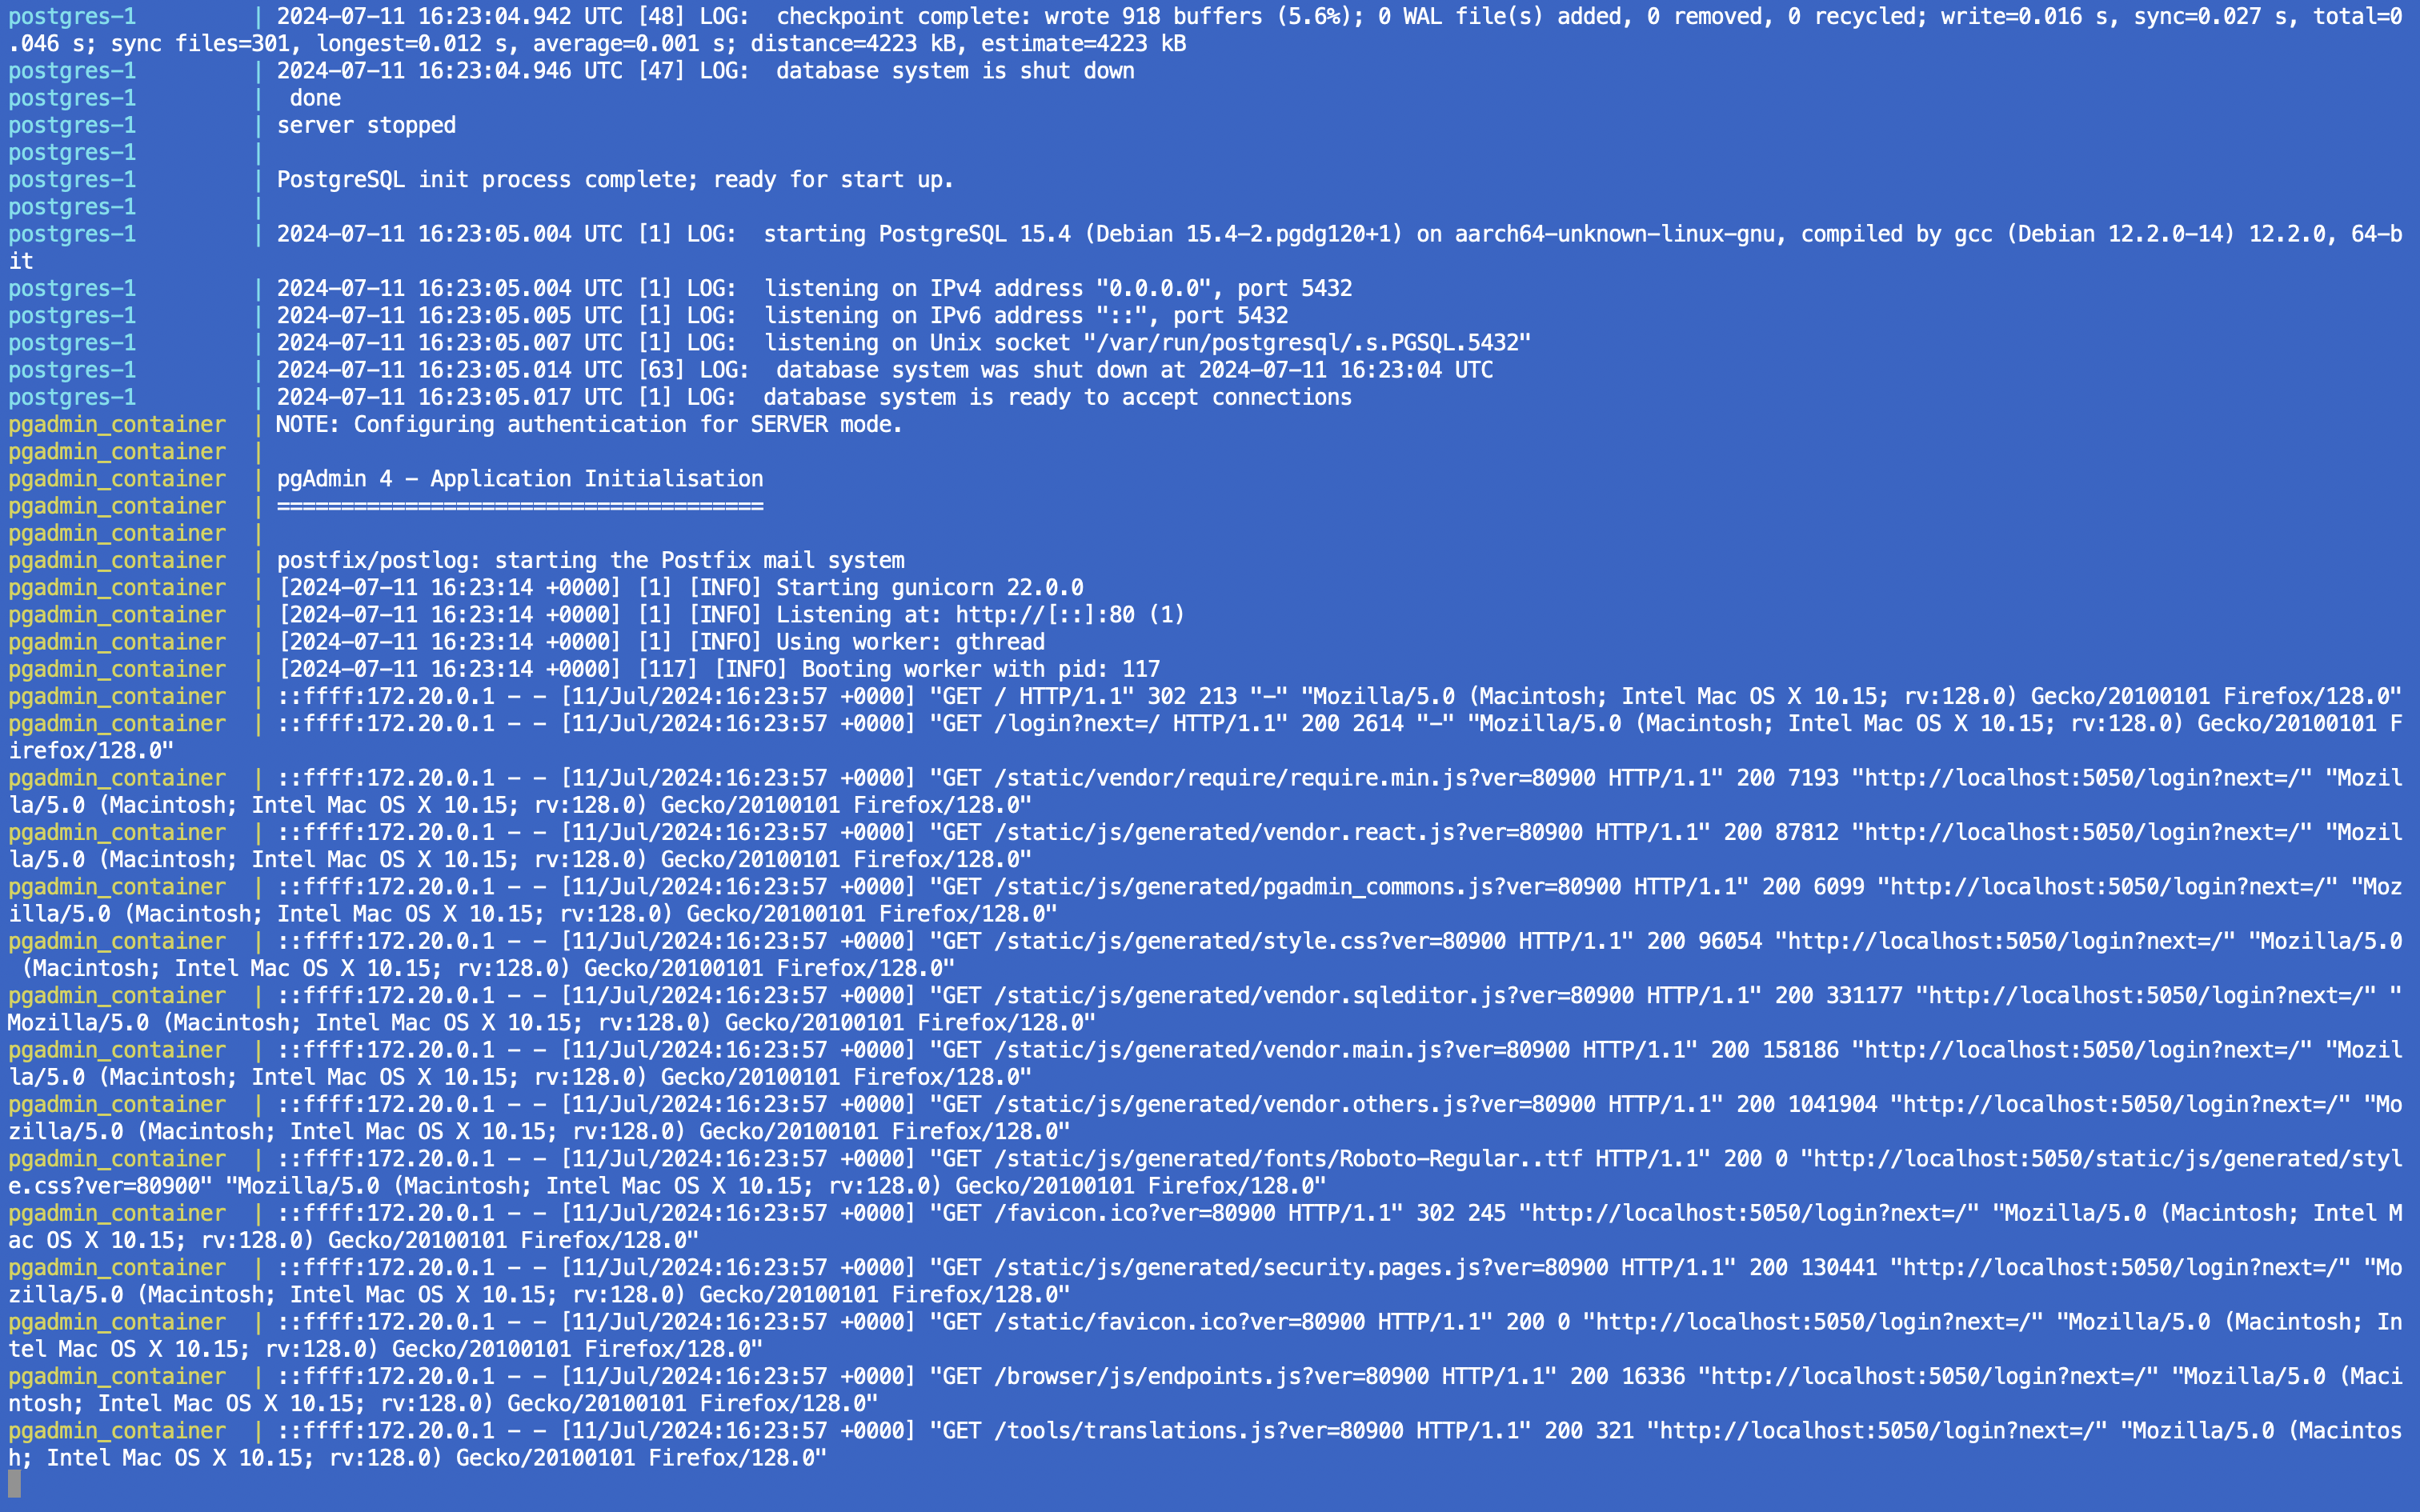 postgres-1         | 2024-07-11 16:23:04.942 UTC [48] LOG:  checkpoint complete: wrote 918 buffers (5.6%); 0 WAL file(s) added, 0 removed, 0 recycled; write=0.016 s, sync=0.027 s, total=0
.046 s; sync files=301, longest=0.012 s, average=0.001 s; distance=4223 kB, estimate=4223 kB
postgres-1         | 2024-07-11 16:23:04.946 UTC [47] LOG:  database system is shut down
postgres-1         |  done
postgres-1         | server stopped
postgres-1         |
postgres-1         | PostgreSQL init process complete; ready for start up.
postgres-1         |
postgres-1         | 2024-07-11 16:23:05.004 UTC [1] LOG:  starting PostgreSQL 15.4 (Debian 15.4-2.pgdg120+1) on aarch64-unknown-linux-gnu, compiled by gcc (Debian 12.2.0-14) 12.2.0, 64-b
it
postgres-1         | 2024-07-11 16:23:05.004 UTC [1] LOG:  listening on IPv4 address "0.0.0.0", port 5432
postgres-1         | 2024-07-11 16:23:05.005 UTC [1] LOG:  listening on IPv6 address "::", port 5432
postgres-1         | 2024-07-11 16:23:05.007 UTC [1] LOG:  listening on Unix socket "/var/run/postgresql/.s.PGSQL.5432"
postgres-1         | 2024-07-11 16:23:05.014 UTC [63] LOG:  database system was shut down at 2024-07-11 16:23:04 UTC
postgres-1         | 2024-07-11 16:23:05.017 UTC [1] LOG:  database system is ready to accept connections
pgadmin_container  | NOTE: Configuring authentication for SERVER mode.
pgadmin_container  |
pgadmin_container  | pgAdmin 4 - Application Initialisation
pgadmin_container  | ======================================
pgadmin_container  |
pgadmin_container  | postfix/postlog: starting the Postfix mail system
pgadmin_container  | [2024-07-11 16:23:14 +0000] [1] [INFO] Starting gunicorn 22.0.0
pgadmin_container  | [2024-07-11 16:23:14 +0000] [1] [INFO] Listening at: http://[::]:80 (1)
pgadmin_container  | [2024-07-11 16:23:14 +0000] [1] [INFO] Using worker: gthread
pgadmin_container  | [2024-07-11 16:23:14 +0000] [117] [INFO] Booting worker with pid: 117
pgadmin_container  | ::ffff:172.20.0.1 - - [11/Jul/2024:16:23:57 +0000] "GET / HTTP/1.1" 302 213 "-" "Mozilla/5.0 (Macintosh; Intel Mac OS X 10.15; rv:128.0) Gecko/20100101 Firefox/128.0"
pgadmin_container  | ::ffff:172.20.0.1 - - [11/Jul/2024:16:23:57 +0000] "GET /login?next=/ HTTP/1.1" 200 2614 "-" "Mozilla/5.0 (Macintosh; Intel Mac OS X 10.15; rv:128.0) Gecko/20100101 F
irefox/128.0"
pgadmin_container  | ::ffff:172.20.0.1 - - [11/Jul/2024:16:23:57 +0000] "GET /static/vendor/require/require.min.js?ver=80900 HTTP/1.1" 200 7193 "http://localhost:5050/login?next=/" "Mozil
la/5.0 (Macintosh; Intel Mac OS X 10.15; rv:128.0) Gecko/20100101 Firefox/128.0"
pgadmin_container  | ::ffff:172.20.0.1 - - [11/Jul/2024:16:23:57 +0000] "GET /static/js/generated/vendor.react.js?ver=80900 HTTP/1.1" 200 87812 "http://localhost:5050/login?next=/" "Mozil
la/5.0 (Macintosh; Intel Mac OS X 10.15; rv:128.0) Gecko/20100101 Firefox/128.0"
pgadmin_container  | ::ffff:172.20.0.1 - - [11/Jul/2024:16:23:57 +0000] "GET /static/js/generated/pgadmin_commons.js?ver=80900 HTTP/1.1" 200 6099 "http://localhost:5050/login?next=/" "Moz
illa/5.0 (Macintosh; Intel Mac OS X 10.15; rv:128.0) Gecko/20100101 Firefox/128.0"
pgadmin_container  | ::ffff:172.20.0.1 - - [11/Jul/2024:16:23:57 +0000] "GET /static/js/generated/style.css?ver=80900 HTTP/1.1" 200 96054 "http://localhost:5050/login?next=/" "Mozilla/5.0
 (Macintosh; Intel Mac OS X 10.15; rv:128.0) Gecko/20100101 Firefox/128.0"
pgadmin_container  | ::ffff:172.20.0.1 - - [11/Jul/2024:16:23:57 +0000] "GET /static/js/generated/vendor.sqleditor.js?ver=80900 HTTP/1.1" 200 331177 "http://localhost:5050/login?next=/" "
Mozilla/5.0 (Macintosh; Intel Mac OS X 10.15; rv:128.0) Gecko/20100101 Firefox/128.0"
pgadmin_container  | ::ffff:172.20.0.1 - - [11/Jul/2024:16:23:57 +0000] "GET /static/js/generated/vendor.main.js?ver=80900 HTTP/1.1" 200 158186 "http://localhost:5050/login?next=/" "Mozil
la/5.0 (Macintosh; Intel Mac OS X 10.15; rv:128.0) Gecko/20100101 Firefox/128.0"
pgadmin_container  | ::ffff:172.20.0.1 - - [11/Jul/2024:16:23:57 +0000] "GET /static/js/generated/vendor.others.js?ver=80900 HTTP/1.1" 200 1041904 "http://localhost:5050/login?next=/" "Mo
zilla/5.0 (Macintosh; Intel Mac OS X 10.15; rv:128.0) Gecko/20100101 Firefox/128.0"
pgadmin_container  | ::ffff:172.20.0.1 - - [11/Jul/2024:16:23:57 +0000] "GET /static/js/generated/fonts/Roboto-Regular..ttf HTTP/1.1" 200 0 "http://localhost:5050/static/js/generated/styl
e.css?ver=80900" "Mozilla/5.0 (Macintosh; Intel Mac OS X 10.15; rv:128.0) Gecko/20100101 Firefox/128.0"
pgadmin_container  | ::ffff:172.20.0.1 - - [11/Jul/2024:16:23:57 +0000] "GET /favicon.ico?ver=80900 HTTP/1.1" 302 245 "http://localhost:5050/login?next=/" "Mozilla/5.0 (Macintosh; Intel M
ac OS X 10.15; rv:128.0) Gecko/20100101 Firefox/128.0"
pgadmin_container  | ::ffff:172.20.0.1 - - [11/Jul/2024:16:23:57 +0000] "GET /static/js/generated/security.pages.js?ver=80900 HTTP/1.1" 200 130441 "http://localhost:5050/login?next=/" "Mo
zilla/5.0 (Macintosh; Intel Mac OS X 10.15; rv:128.0) Gecko/20100101 Firefox/128.0"
pgadmin_container  | ::ffff:172.20.0.1 - - [11/Jul/2024:16:23:57 +0000] "GET /static/favicon.ico?ver=80900 HTTP/1.1" 200 0 "http://localhost:5050/login?next=/" "Mozilla/5.0 (Macintosh; In
tel Mac OS X 10.15; rv:128.0) Gecko/20100101 Firefox/128.0"
pgadmin_container  | ::ffff:172.20.0.1 - - [11/Jul/2024:16:23:57 +0000] "GET /browser/js/endpoints.js?ver=80900 HTTP/1.1" 200 16336 "http://localhost:5050/login?next=/" "Mozilla/5.0 (Maci
ntosh; Intel Mac OS X 10.15; rv:128.0) Gecko/20100101 Firefox/128.0"
pgadmin_container  | ::ffff:172.20.0.1 - - [11/Jul/2024:16:23:57 +0000] "GET /tools/translations.js?ver=80900 HTTP/1.1" 200 321 "http://localhost:5050/login?next=/" "Mozilla/5.0 (Macintos
h; Intel Mac OS X 10.15; rv:128.0) Gecko/20100101 Firefox/128.0"